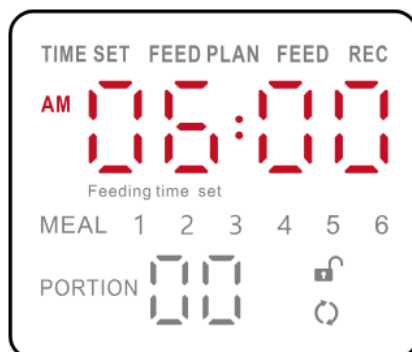 TIME SET FEED PLAN FEED REC
AM 06:00
Feeding time set
MEAL 1 2 3 4 5 6
PORTION 00